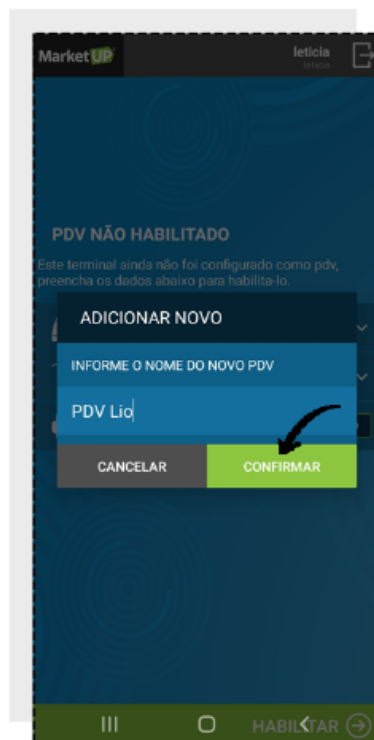 MarketUP
leticia
leticia
PDV NÃO HABILITADO
Este terminal ainda não foi configurado como pdv,
preencha os dados abaixo para habilita-lo.
ADICIONAR NOVO
INFORME O NOME DO NOVO PDV
PDV Lio
CANCELAR
CONFIRMAR
HABILITAR